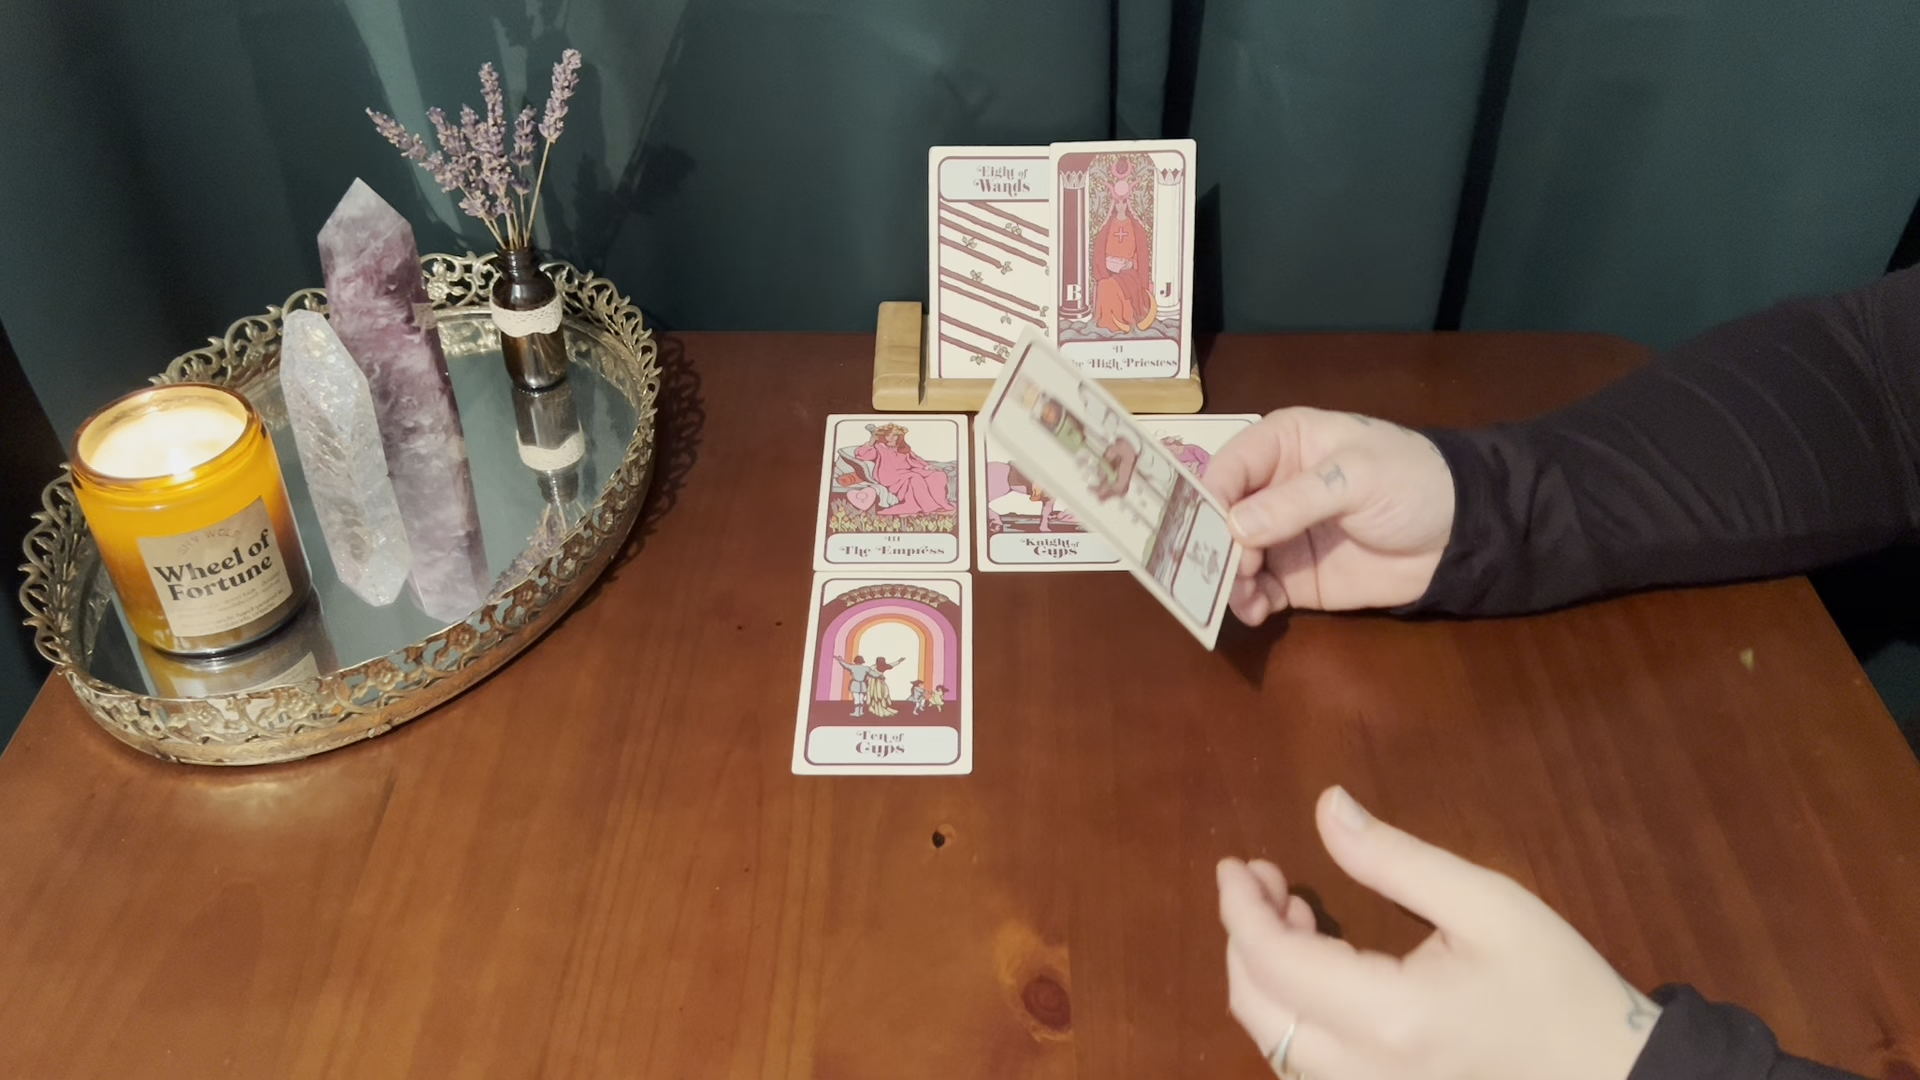 Eight of
Wands
B
J
II
The High Priestess
III
The Empress
Knight of
Cups
Ten of
Cups
Wheel of
Fortune